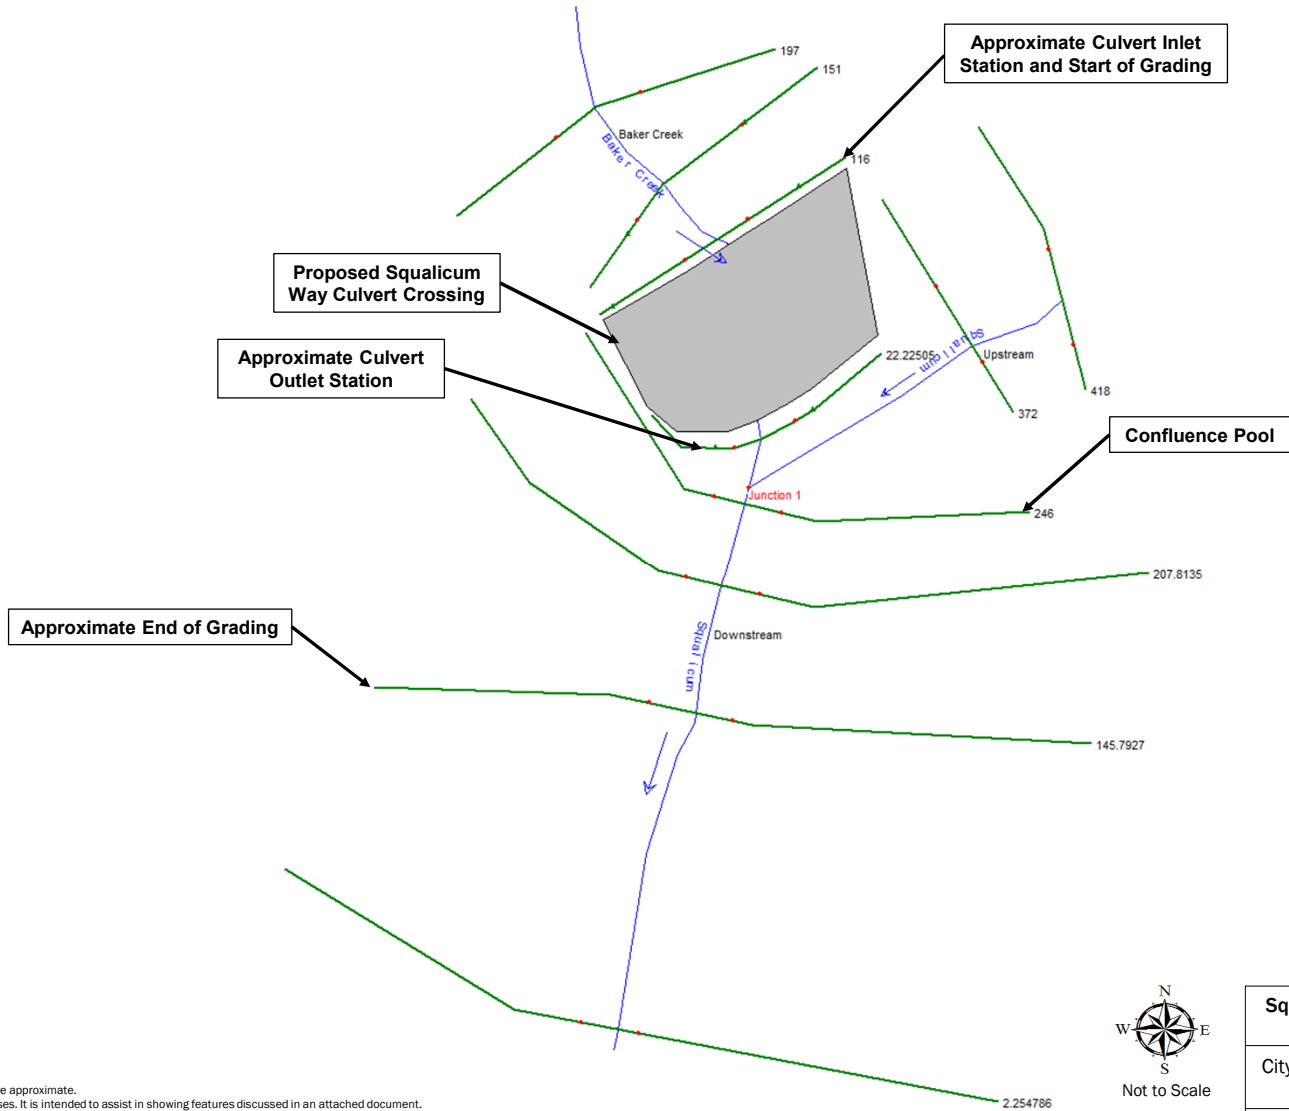 197
151
Approximate Culvert Inlet
Station and Start of Grading
Baker Creek
Baker Creek
116
Proposed Squalicum
Way Culvert Crossing
Approximate Culvert
Outlet Station
22.22505
Squalicum
Upstream
418
372
Confluence Pool
Junction 1
246
207.8135
Approximate End of Grading
Downstream
Squalicum
145.7927
N
W
E
S
Not to Scale
Sq
City
e approximate.
ses. It is intended to assist in showing features discussed in an attached document.
2.254786